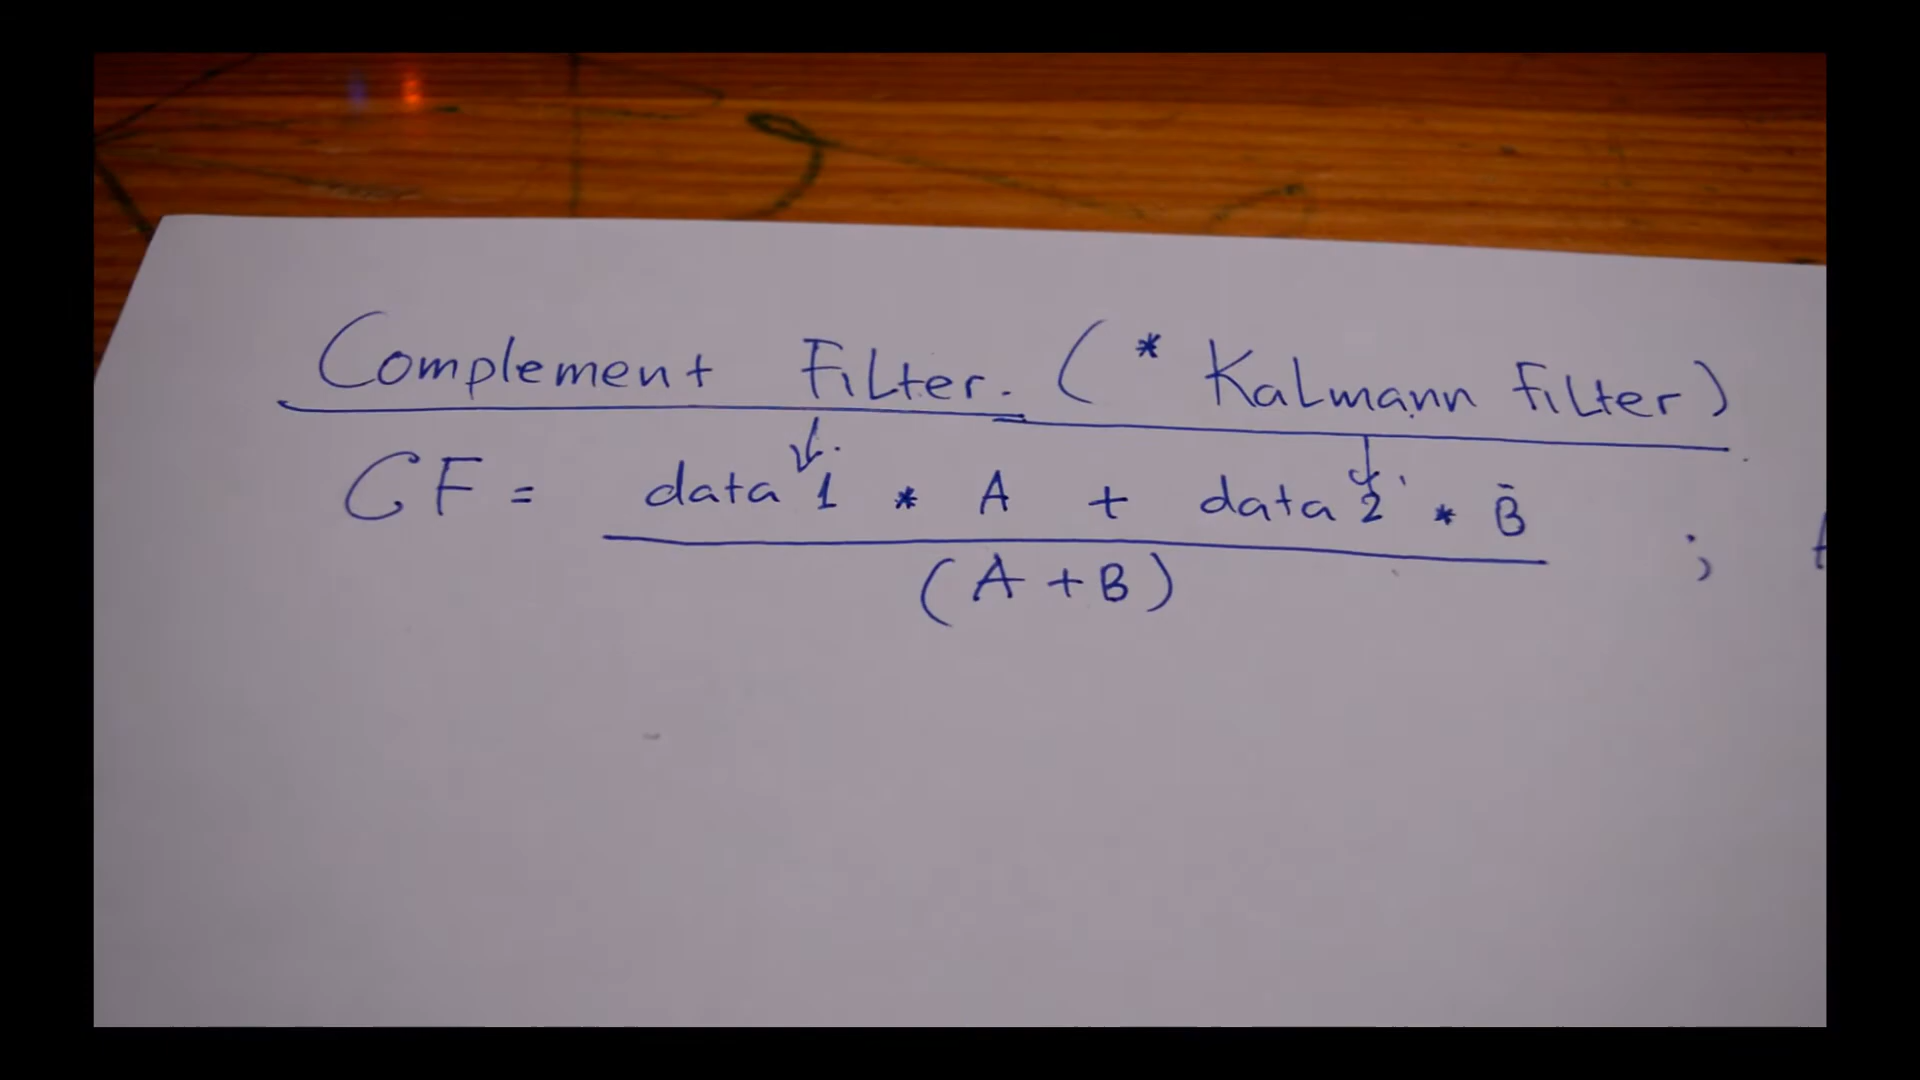 Complement Filter. (* Kalmann Filter)
CF = data 1 * A + data 2 * B ;
(A + B)